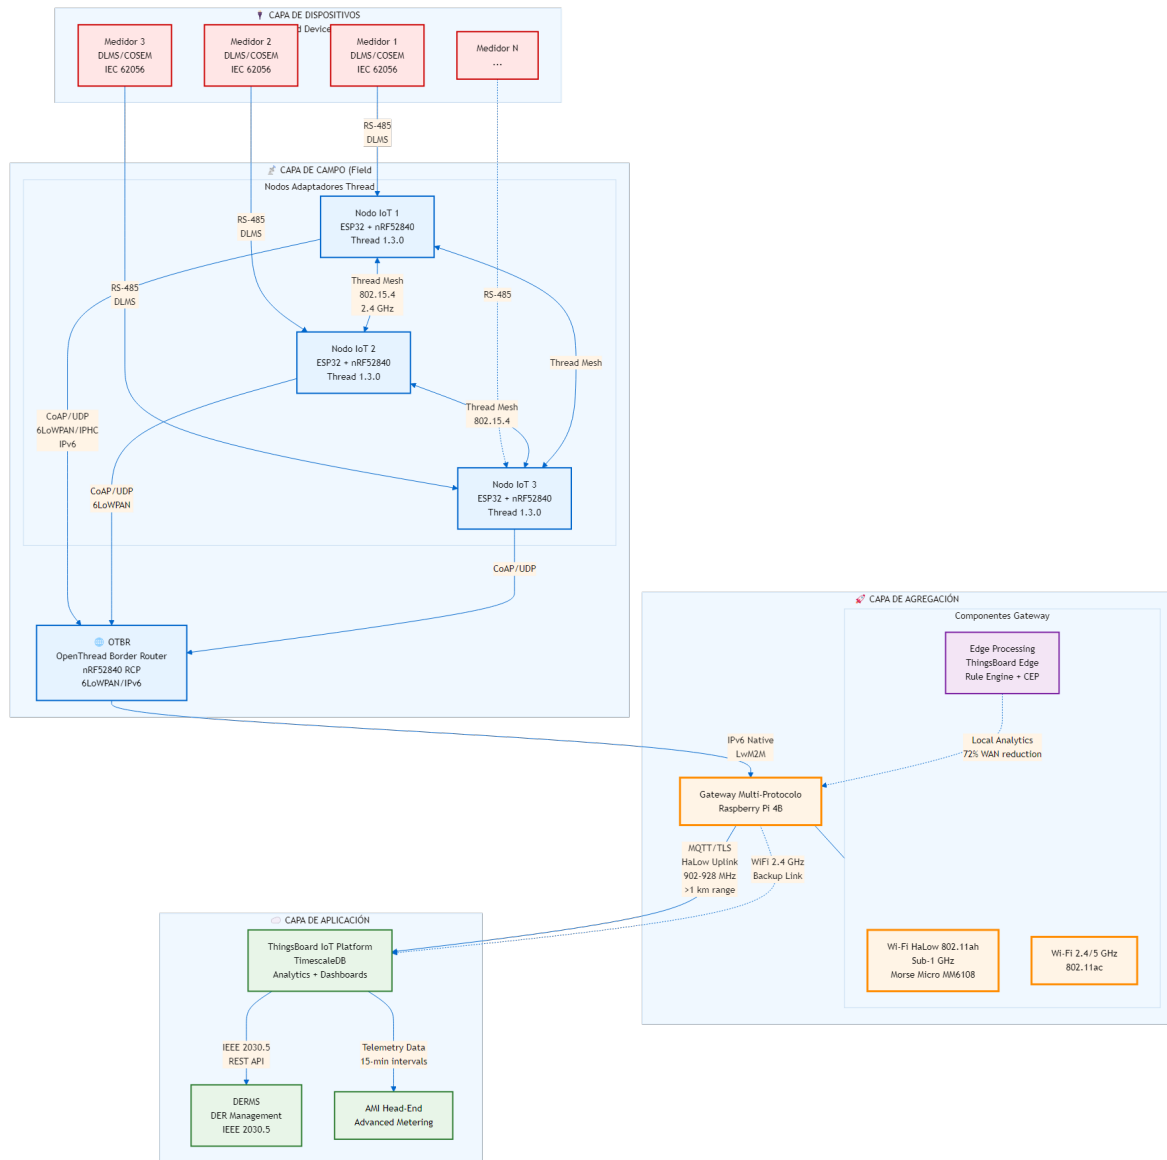 CAPA DE DISPOSITIVOS
d Device
Medidor 3
DLMS/COSEM
IEC 62056
Medidor 2
DLMS/COSEM
IEC 62056
Medidor 1
DLMS/COSEM
IEC 62056
Medidor N
...
RS-485
DLMS
CAPA DE CAMPO (Field
Nodos Adaptadores Thread
Nodo IoT 1
ESP32 + nRF52840
Thread 1.3.0
RS-485
DLMS
RS-485
DLMS
Thread Mesh
802.15.4
2.4 GHz
RS-485
Nodo IoT 2
ESP32 + nRF52840
Thread 1.3.0
Thread Mesh
Thread Mesh
802.15.4
CoAP/UDP
6LoWPAN/IPHC
IPv6
CoAP/UDP
6LoWPAN
Nodo IoT 3
ESP32 + nRF52840
Thread 1.3.0
CoAP/UDP
OTBR
OpenThread Border Router
nRF52840 RCP
6LoWPAN/IPv6
CAPA DE AGREGACIÓN
Componentes Gateway
Edge Processing
ThingsBoard Edge
Rule Engine + CEP
IPv6 Native
LwM2M
Local Analytics
72% WAN reduction
Gateway Multi-Protocolo
Raspberry Pi 4B
MQTT/TLS
HaLow Uplink
902-928 MHz
>1 km range
WiFi 2.4 GHz
Backup Link
Wi-Fi HaLow 802.11ah
Sub-1 GHz
Morse Micro MM6108
Wi-Fi 2.4/5 GHz
802.11ac
CAPA DE APLICACIÓN
ThingsBoard IoT Platform
TimescaleDB
Analytics + Dashboards
IEEE 2030.5
REST API
Telemetry Data
15-min intervals
DERMS
DER Management
IEEE 2030.5
AMI Head-End
Advanced Metering